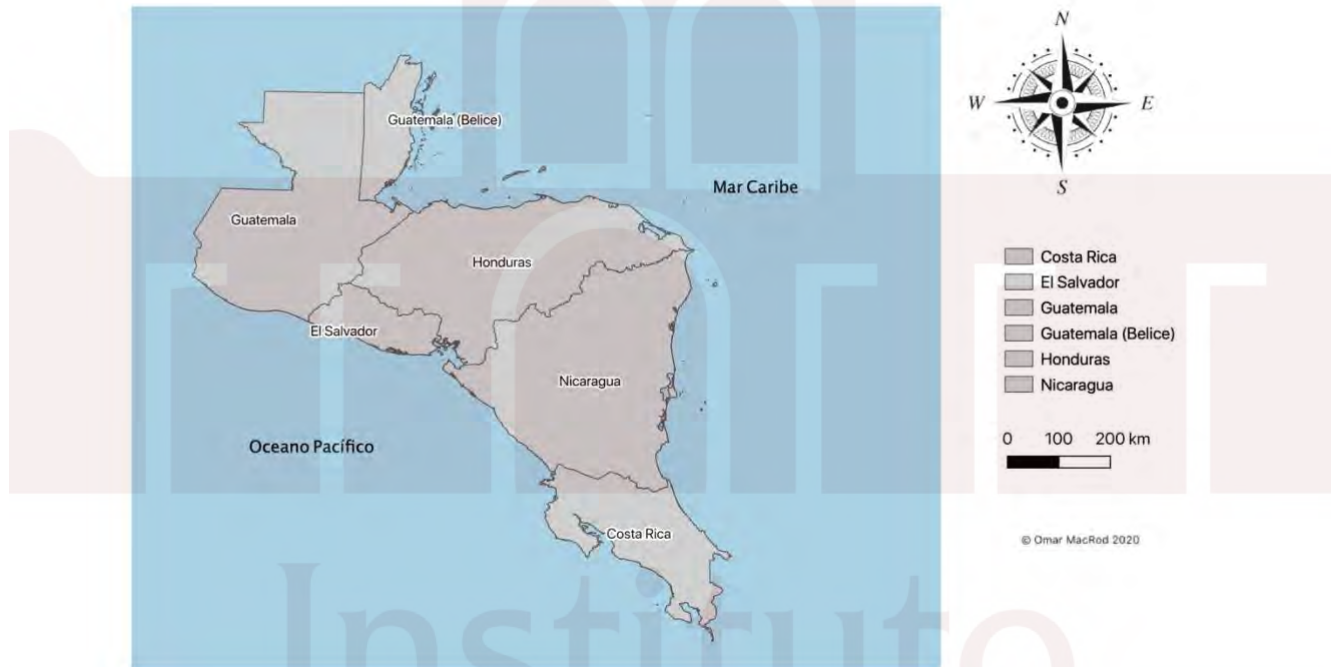 N
W
E
S
Guatemala (Belice)
Mar Caribe
Guatemala
Honduras
El Salvador
Nicaragua
Oceano Pacífico
Costa Rica
Costa Rica
El Salvador
Guatemala
Guatemala (Belice)
Honduras
Nicaragua
0 100 200 km
© Omar MacRod 2020
Instituto